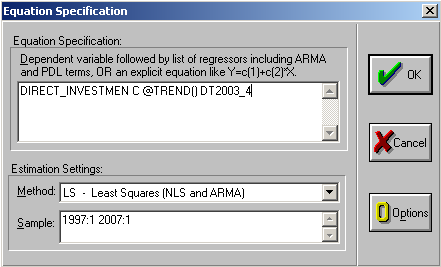 Equation Specification
Equation Specification:
Dependent variable followed by list of regressors including ARMA
and PDL terms, OR an explicit equation like Y=c(1)+c(2)*X.
DIRECT_INVESTMEN C @TREND() DT2003_4
OK
Cancel
Estimation Settings:
Method: LS - Least Squares (NLS and ARMA)
Sample: 1997:1 2007:1
Options